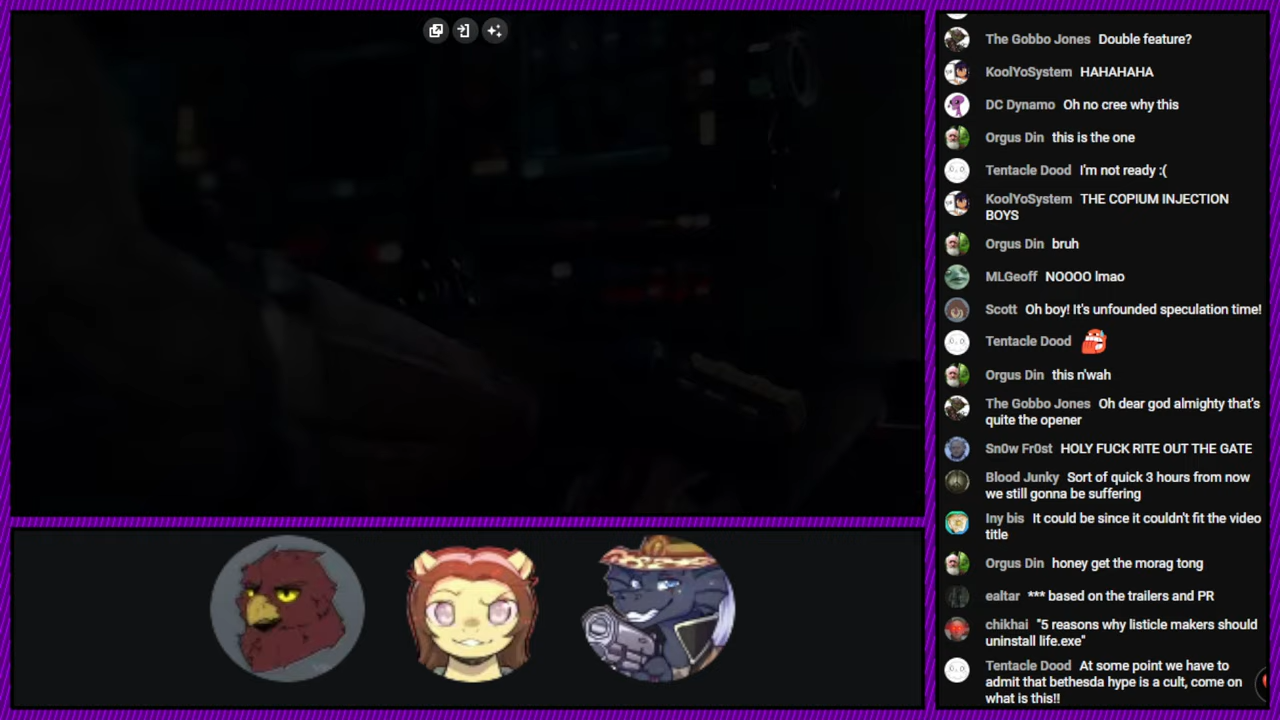 The Gobbo Jones Double feature?
KoolYoSystem HAHAHAHA
DC Dynamo Oh no cree why this
Orgus Din this is the one
Tentacle Dood I'm not ready :(
KoolYoSystem THE COPIUM INJECTION
BOYS
Orgus Din bruh
MLGeoff NOOOO lmao
Scott Oh boy! It's unfounded speculation time!
Tentacle Dood
Orgus Din this n'wah
The Gobbo Jones Oh dear god almighty that's
quite the opener
Sn0w Fr0st HOLY FUCK RITE OUT THE GATE
Blood Junky Sort of quick 3 hours from now
we still gonna be suffering
Iny bis It could be since it couldn't fit the video
title
Orgus Din honey get the morag tong
ealtar *** based on the trailers and PR
chikhai "5 reasons why listicle makers should
uninstall life.exe"
Tentacle Dood At some point we have to
admit that bethesda hype is a cult, come on
what is this!!